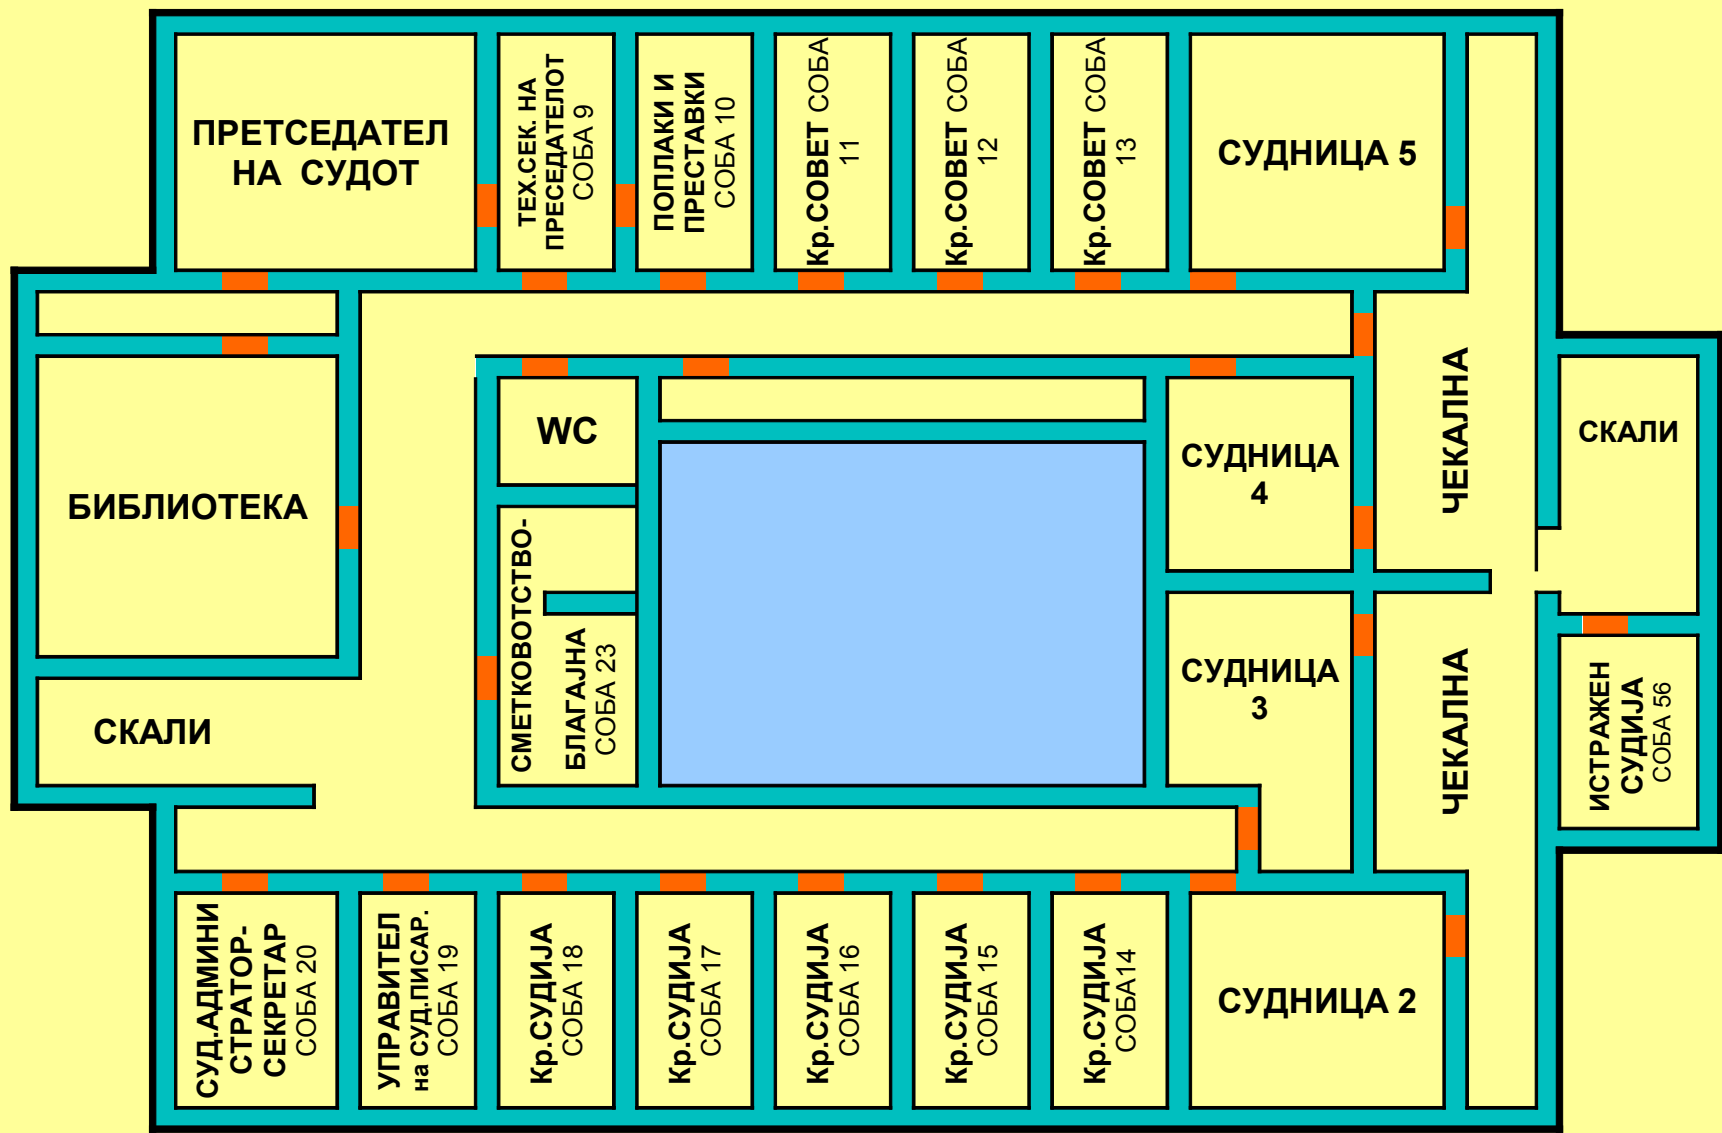 ПРЕТСЕДАТЕЛ
НА СУДОТ
ТЕХ.СЕК. НА
ПРЕСЕДАТЕЛОТ
СОБА 9
ПОПЛАКИ И
ПРЕСТАВКИ
СОБА 10
Кр.СОВЕТ СОБА
11
Кр.СОВЕТ СОБА
12
Кр.СОВЕТ СОБА
13
СУДНИЦА 5
БИБЛИОТЕКА
WC
СУДНИЦА
4
ЧЕКАЛНА
СКАЛИ
СКАЛИ
СМЕТКОВОТСТВО-
БЛАГАЈНА
СОБА 23
СУДНИЦА
3
ЧЕКАЛНА
ИСТРАЖЕН
СУДИЈА
СОБА 56
СУД.АДМИНИ
СТРАТОР-
СЕКРЕТАР
СОБА 20
УПРАВИТЕЛ
на СУД.ПИСАР.
СОБА 19
Кр.СУДИЈА
СОБА 18
Кр.СУДИЈА
СОБА 17
Кр.СУДИЈА
СОБА 16
Кр.СУДИЈА
СОБА 15
Кр.СУДИЈА
СОБА14
СУДНИЦА 2